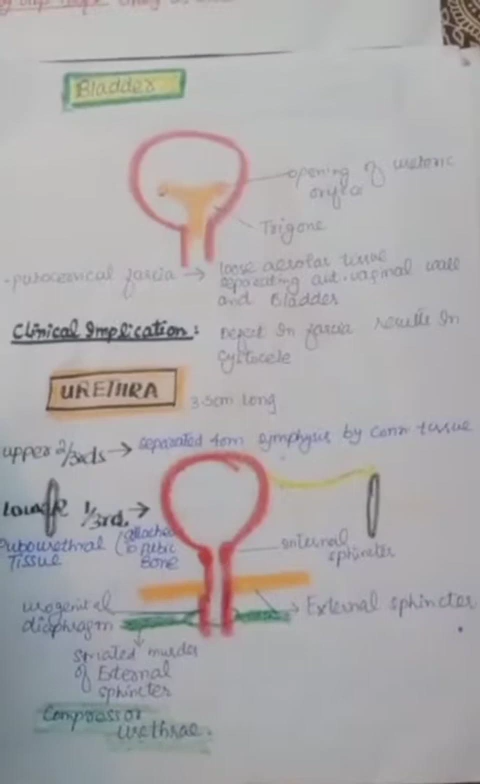 Bladder
opening of uretoric
orifice
Trigone
paracervical fascia → loose aerolar tissue
separating ant. vaginal wall
and Bladder
Clinical Implication: Defect In fascia results In
Cystocele
URETHRA
3-5cm long
upper 2/3rds → separated from symphysis by conn tissue
lower 1/3rd. →
Pubourethral (attached
Tissue to pubic
Bone
internal
sphincter
urogenital
diaphragm
External sphincter
striated muscles
of External
sphincter
Compressor
urethrae.